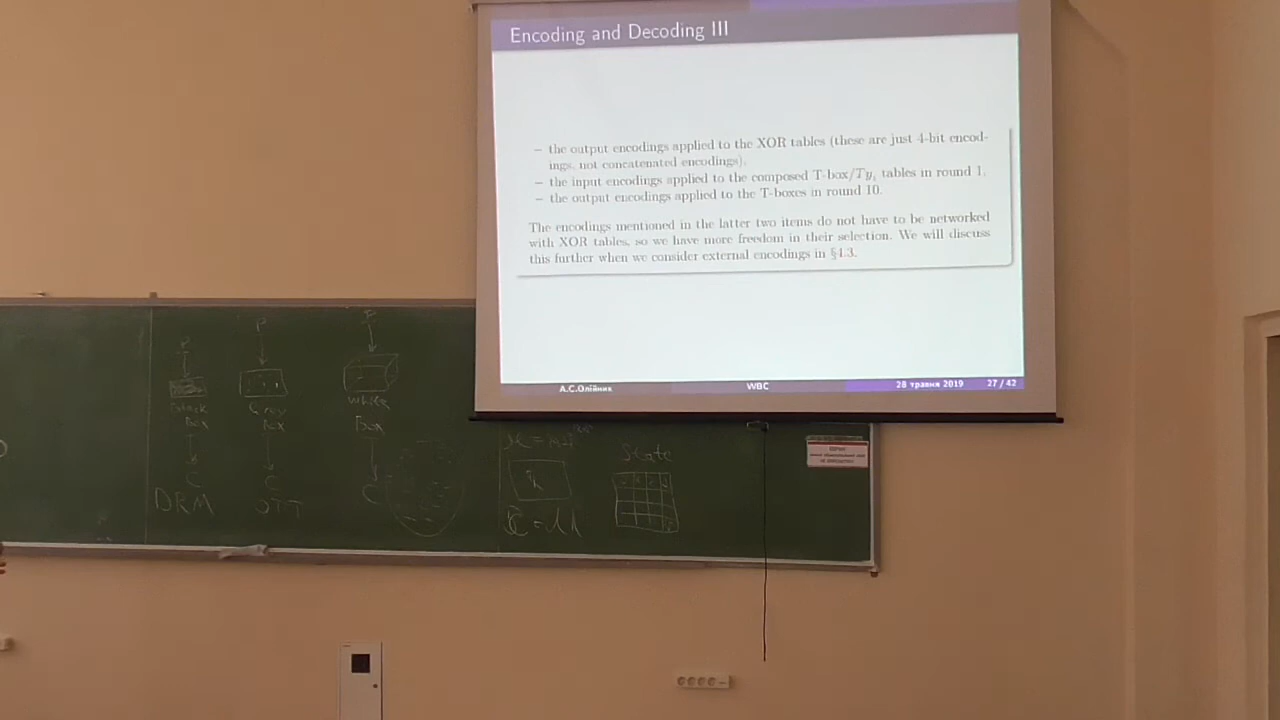 Encoding and Decoding III
– the output encodings applied to the XOR tables (these are just 4-bit encod-
ings, not concatenated encodings).
– the input encodings applied to the composed T-box/Tyᵢ tables in round 1.
– the output encodings applied to the T-boxes in round 10.
The encodings mentioned in the latter two items do not have to be networked
with XOR tables, so we have more freedom in their selection. We will discuss
this further when we consider external encodings in §4.3.
А.С.Олійник WBC 28 травня 2019 27 / 42
P P P
Black Grey White
Box Box Box
C C C
DRM OTT
State